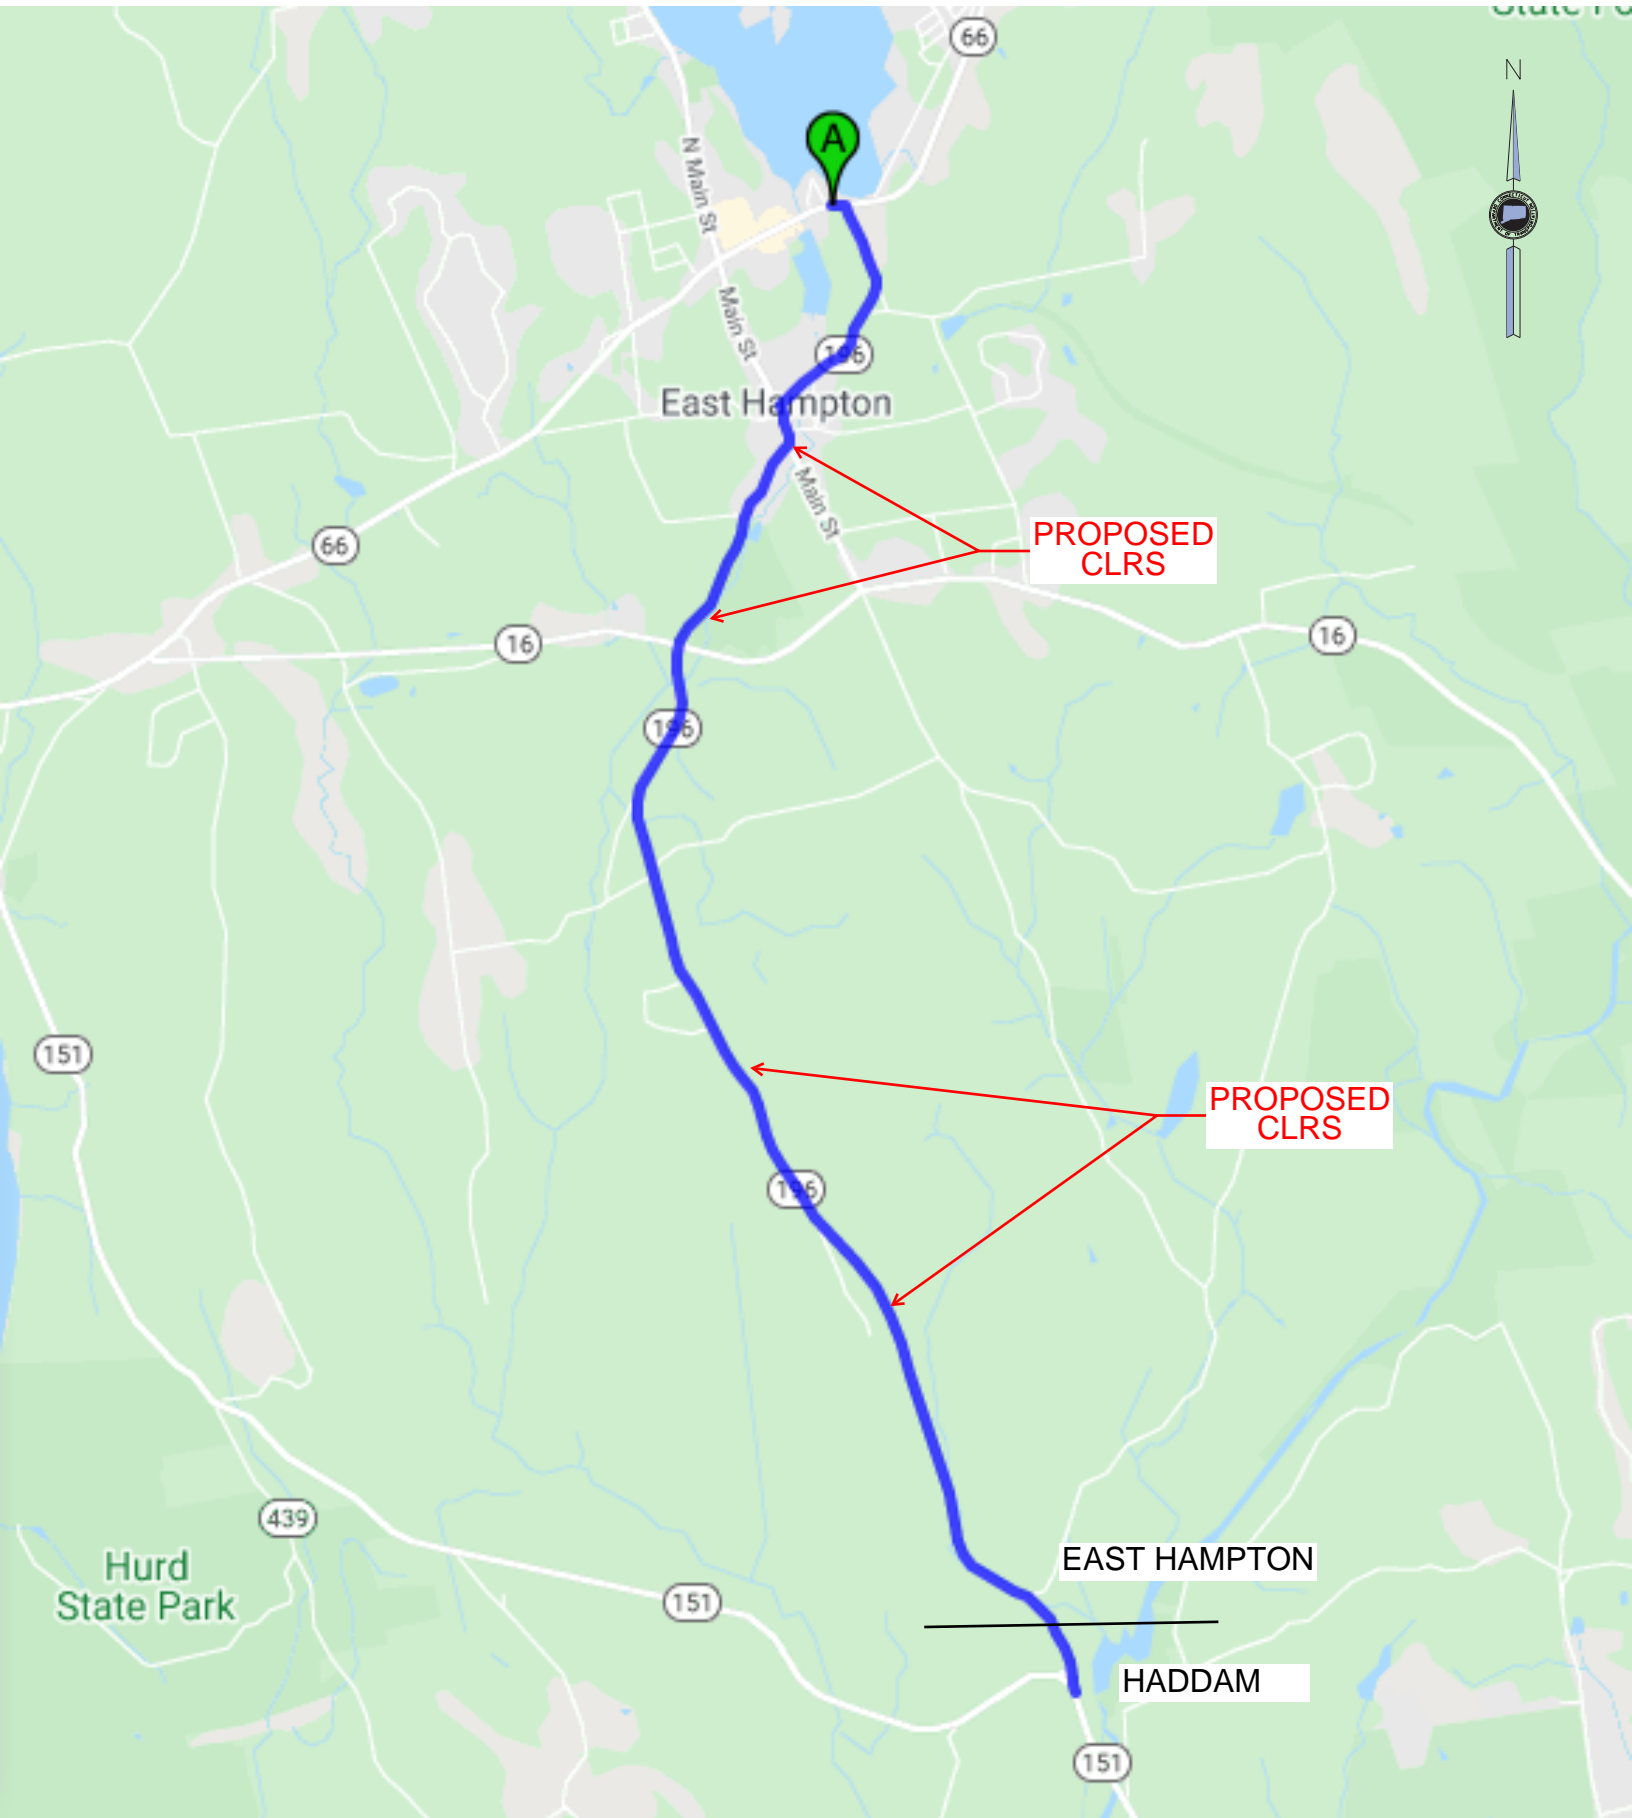 66
N
A
N Main St
Main St
196
East Hampton
Main St
PROPOSED
CLRS
66
16
16
196
151
PROPOSED
CLRS
196
439
EAST HAMPTON
Hurd
State Park
151
HADDAM
151